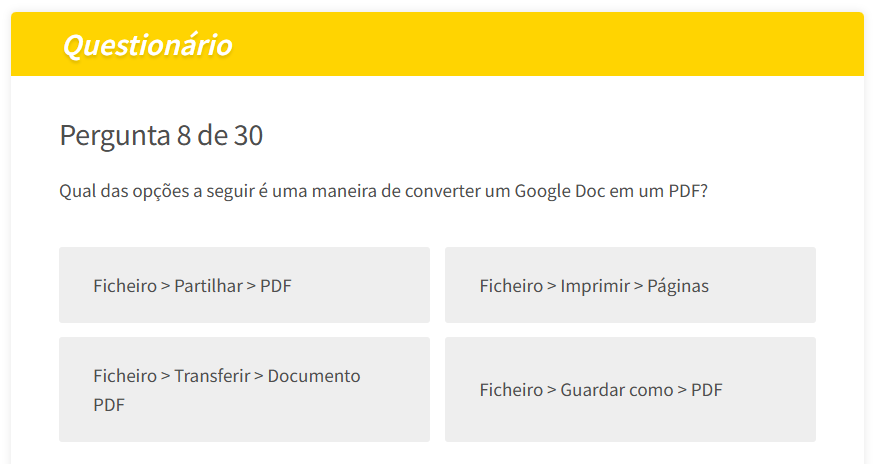 Questionário
Pergunta 8 de 30
Qual das opções a seguir é uma maneira de converter um Google Doc em um PDF?
Ficheiro > Partilhar > PDF
Ficheiro > Imprimir > Páginas
Ficheiro > Transferir > Documento
PDF
Ficheiro > Guardar como > PDF